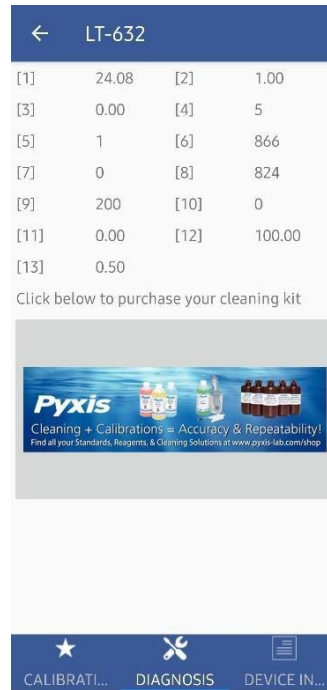 ← LT-632
[1] 24.08 [2] 1.00
[3] 0.00 [4] 5
[5] 1 [6] 866
[7] 0 [8] 824
[9] 200 [10] 0
[11] 0.00 [12] 100.00
[13] 0.50
Click below to purchase your cleaning kit
Pyxis
Cleaning + Calibrations = Accuracy & Repeatability!
Find all your Standards, Reagents, & Cleaning Solutions at www.pyxis-lab.com/shop
CALIBRATI... DIAGNOSIS DEVICE IN...